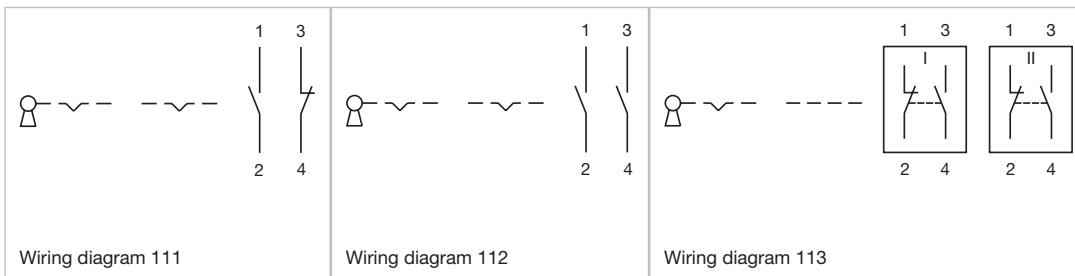 1 3
2 4
Wiring diagram 111
1 3
2 4
Wiring diagram 112
1 3 1 3
I II
2 4 2 4
Wiring diagram 113